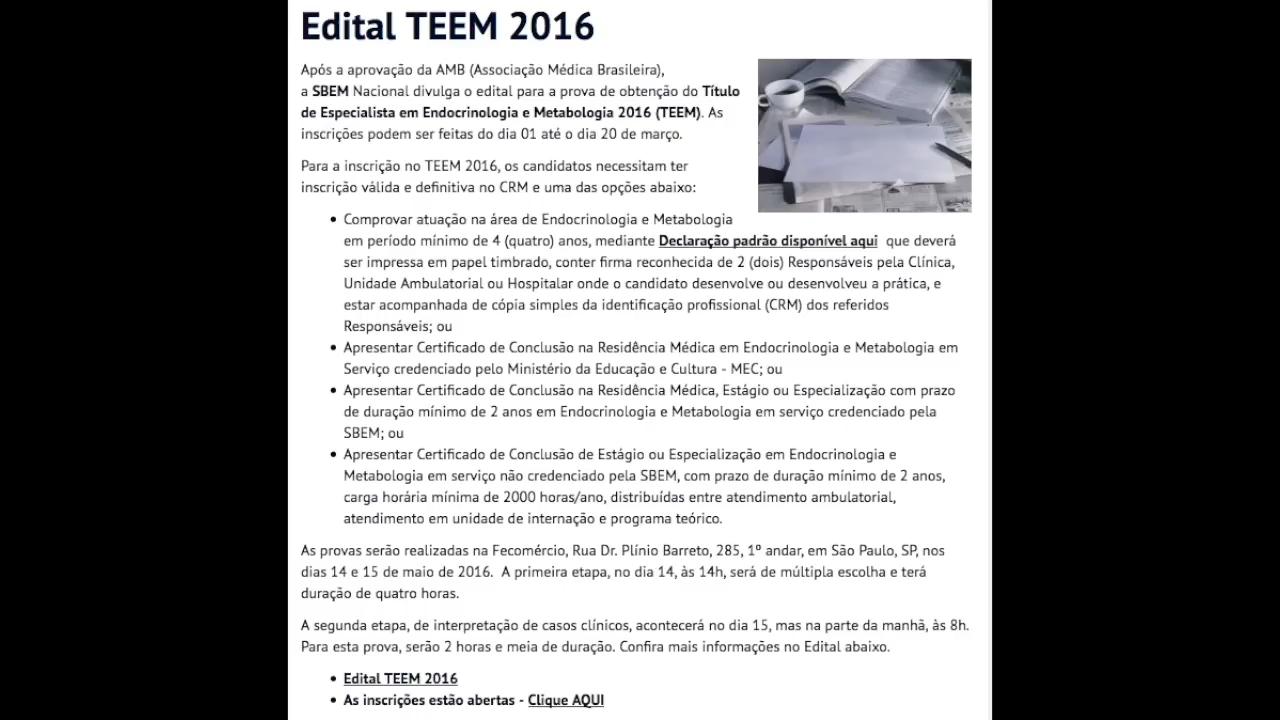 Edital TEEM 2016
Após a aprovação da AMB (Associação Médica Brasileira),
a SBEM Nacional divulga o edital para a prova de obtenção do Título
de Especialista em Endocrinologia e Metabologia 2016 (TEEM). As
inscrições podem ser feitas do dia 01 até o dia 20 de março.
Para a inscrição no TEEM 2016, os candidatos necessitam ter
inscrição válida e definitiva no CRM e uma das opções abaixo:
• Comprovar atuação na área de Endocrinologia e Metabologia
em período mínimo de 4 (quatro) anos, mediante Declaração padrão disponível aqui que deverá
ser impressa em papel timbrado, conter firma reconhecida de 2 (dois) Responsáveis pela Clínica,
Unidade Ambulatorial ou Hospitalar onde o candidato desenvolve ou desenvolveu a prática, e
estar acompanhada de cópia simples da identificação profissional (CRM) dos referidos
Responsáveis; ou
• Apresentar Certificado de Conclusão na Residência Médica em Endocrinologia e Metabologia em
Serviço credenciado pelo Ministério da Educação e Cultura - MEC; ou
• Apresentar Certificado de Conclusão na Residência Médica, Estágio ou Especialização com prazo
de duração mínimo de 2 anos em Endocrinologia e Metabologia em serviço credenciado pela
SBEM; ou
• Apresentar Certificado de Conclusão de Estágio ou Especialização em Endocrinologia e
Metabologia em serviço não credenciado pela SBEM, com prazo de duração mínimo de 2 anos,
carga horária mínima de 2000 horas/ano, distribuídas entre atendimento ambulatorial,
atendimento em unidade de internação e programa teórico.
As provas serão realizadas na Fecomércio, Rua Dr. Plínio Barreto, 285, 1º andar, em São Paulo, SP, nos
dias 14 e 15 de maio de 2016. A primeira etapa, no dia 14, às 14h, será de múltipla escolha e terá
duração de quatro horas.
A segunda etapa, de interpretação de casos clínicos, acontecerá no dia 15, mas na parte da manhã, às 8h.
Para esta prova, serão 2 horas e meia de duração. Confira mais informações no Edital abaixo.
• Edital TEEM 2016
• As inscrições estão abertas - Clique AQUI